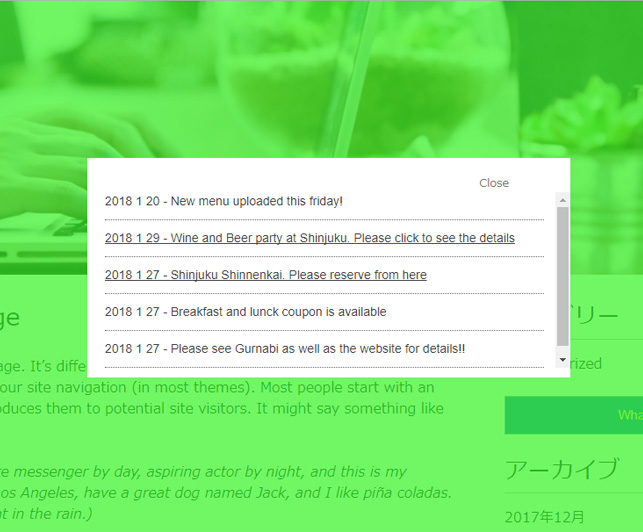 Close
2018 1 20 - New menu uploaded this friday!
2018 1 29 - Wine and Beer party at Shinjuku. Please click to see the details
2018 1 27 - Shinjuku Shinnenkai. Please reserve from here
2018 1 27 - Breakfast and lunck coupon is available
2018 1 27 - Please see Gurnabi as well as the website for details!!
ge
リー
age. It's diffe
rized
our site navigation (in most themes). Most people start with an
oduces them to potential site visitors. It might say something like
Wha
アーカイブ
re messenger by day, aspiring actor by night, and this is my
os Angeles, have a great dog named Jack, and I like piña coladas.
t in the rain.)
2017年12月